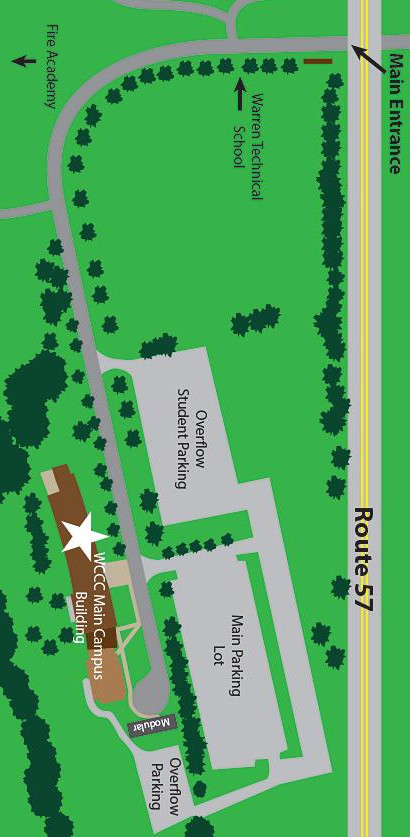 Main Entrance
Fire Academy
Warren Technical
School
Route 57
Overflow
Student Parking
Main Parking
Lot
WCCC Main Campus
Building
Modular
Overflow
Parking